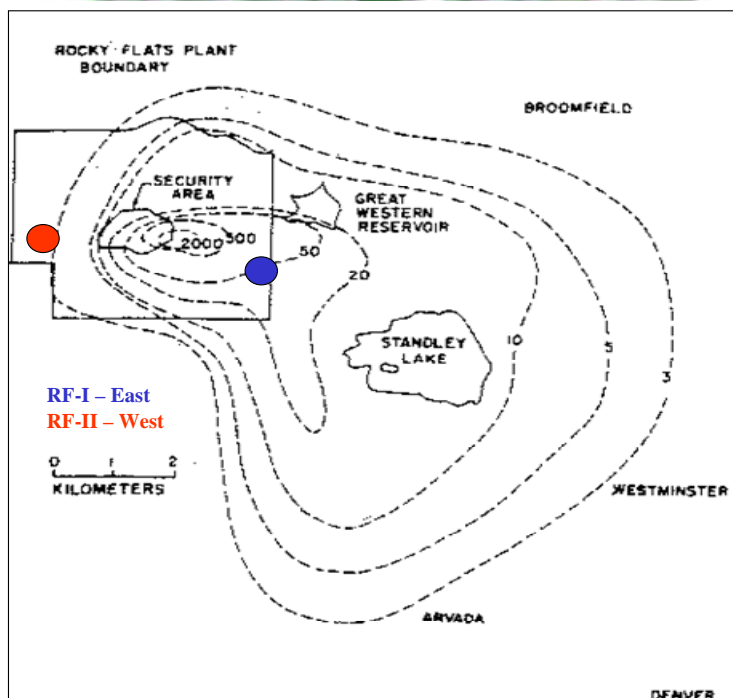 ROCKY FLATS PLANT
BOUNDARY
BROOMFIELD
SECURITY
AREA
GREAT
WESTERN
RESERVOIR
2000
500
50
20
STANDLEY
LAKE
10
5
3
RF-I – East
RF-II – West
0 1 2
KILOMETERS
WESTMINSTER
ARVADA
DENVER